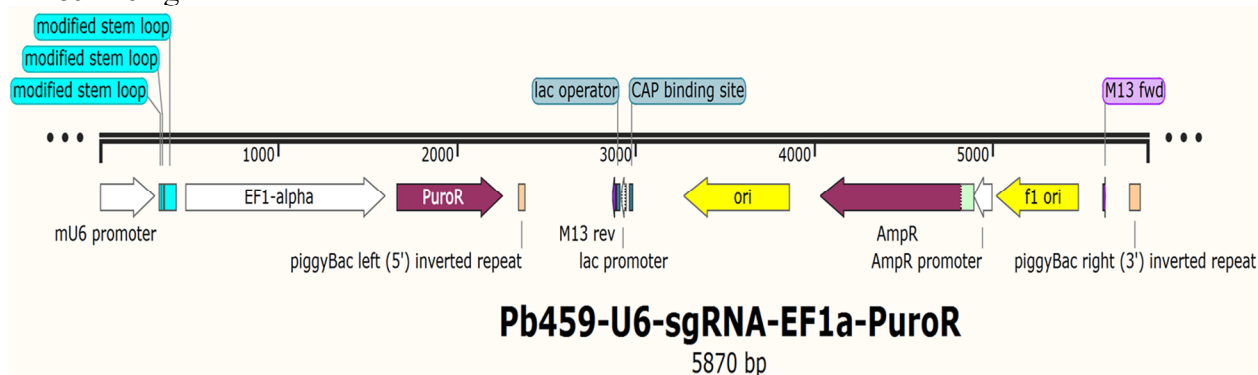 modified stem loop
modified stem loop
modified stem loop
lac operator
CAP binding site
M13 fwd
1000
2000
3000
4000
5000
EF1-alpha
PuroR
ori
f1 ori
mU6 promoter
M13 rev
AmpR
piggyBac left (5') inverted repeat
lac promoter
AmpR promoter
piggyBac right (3') inverted repeat
Pb459-U6-sgRNA-EF1a-PuroR
5870 bp